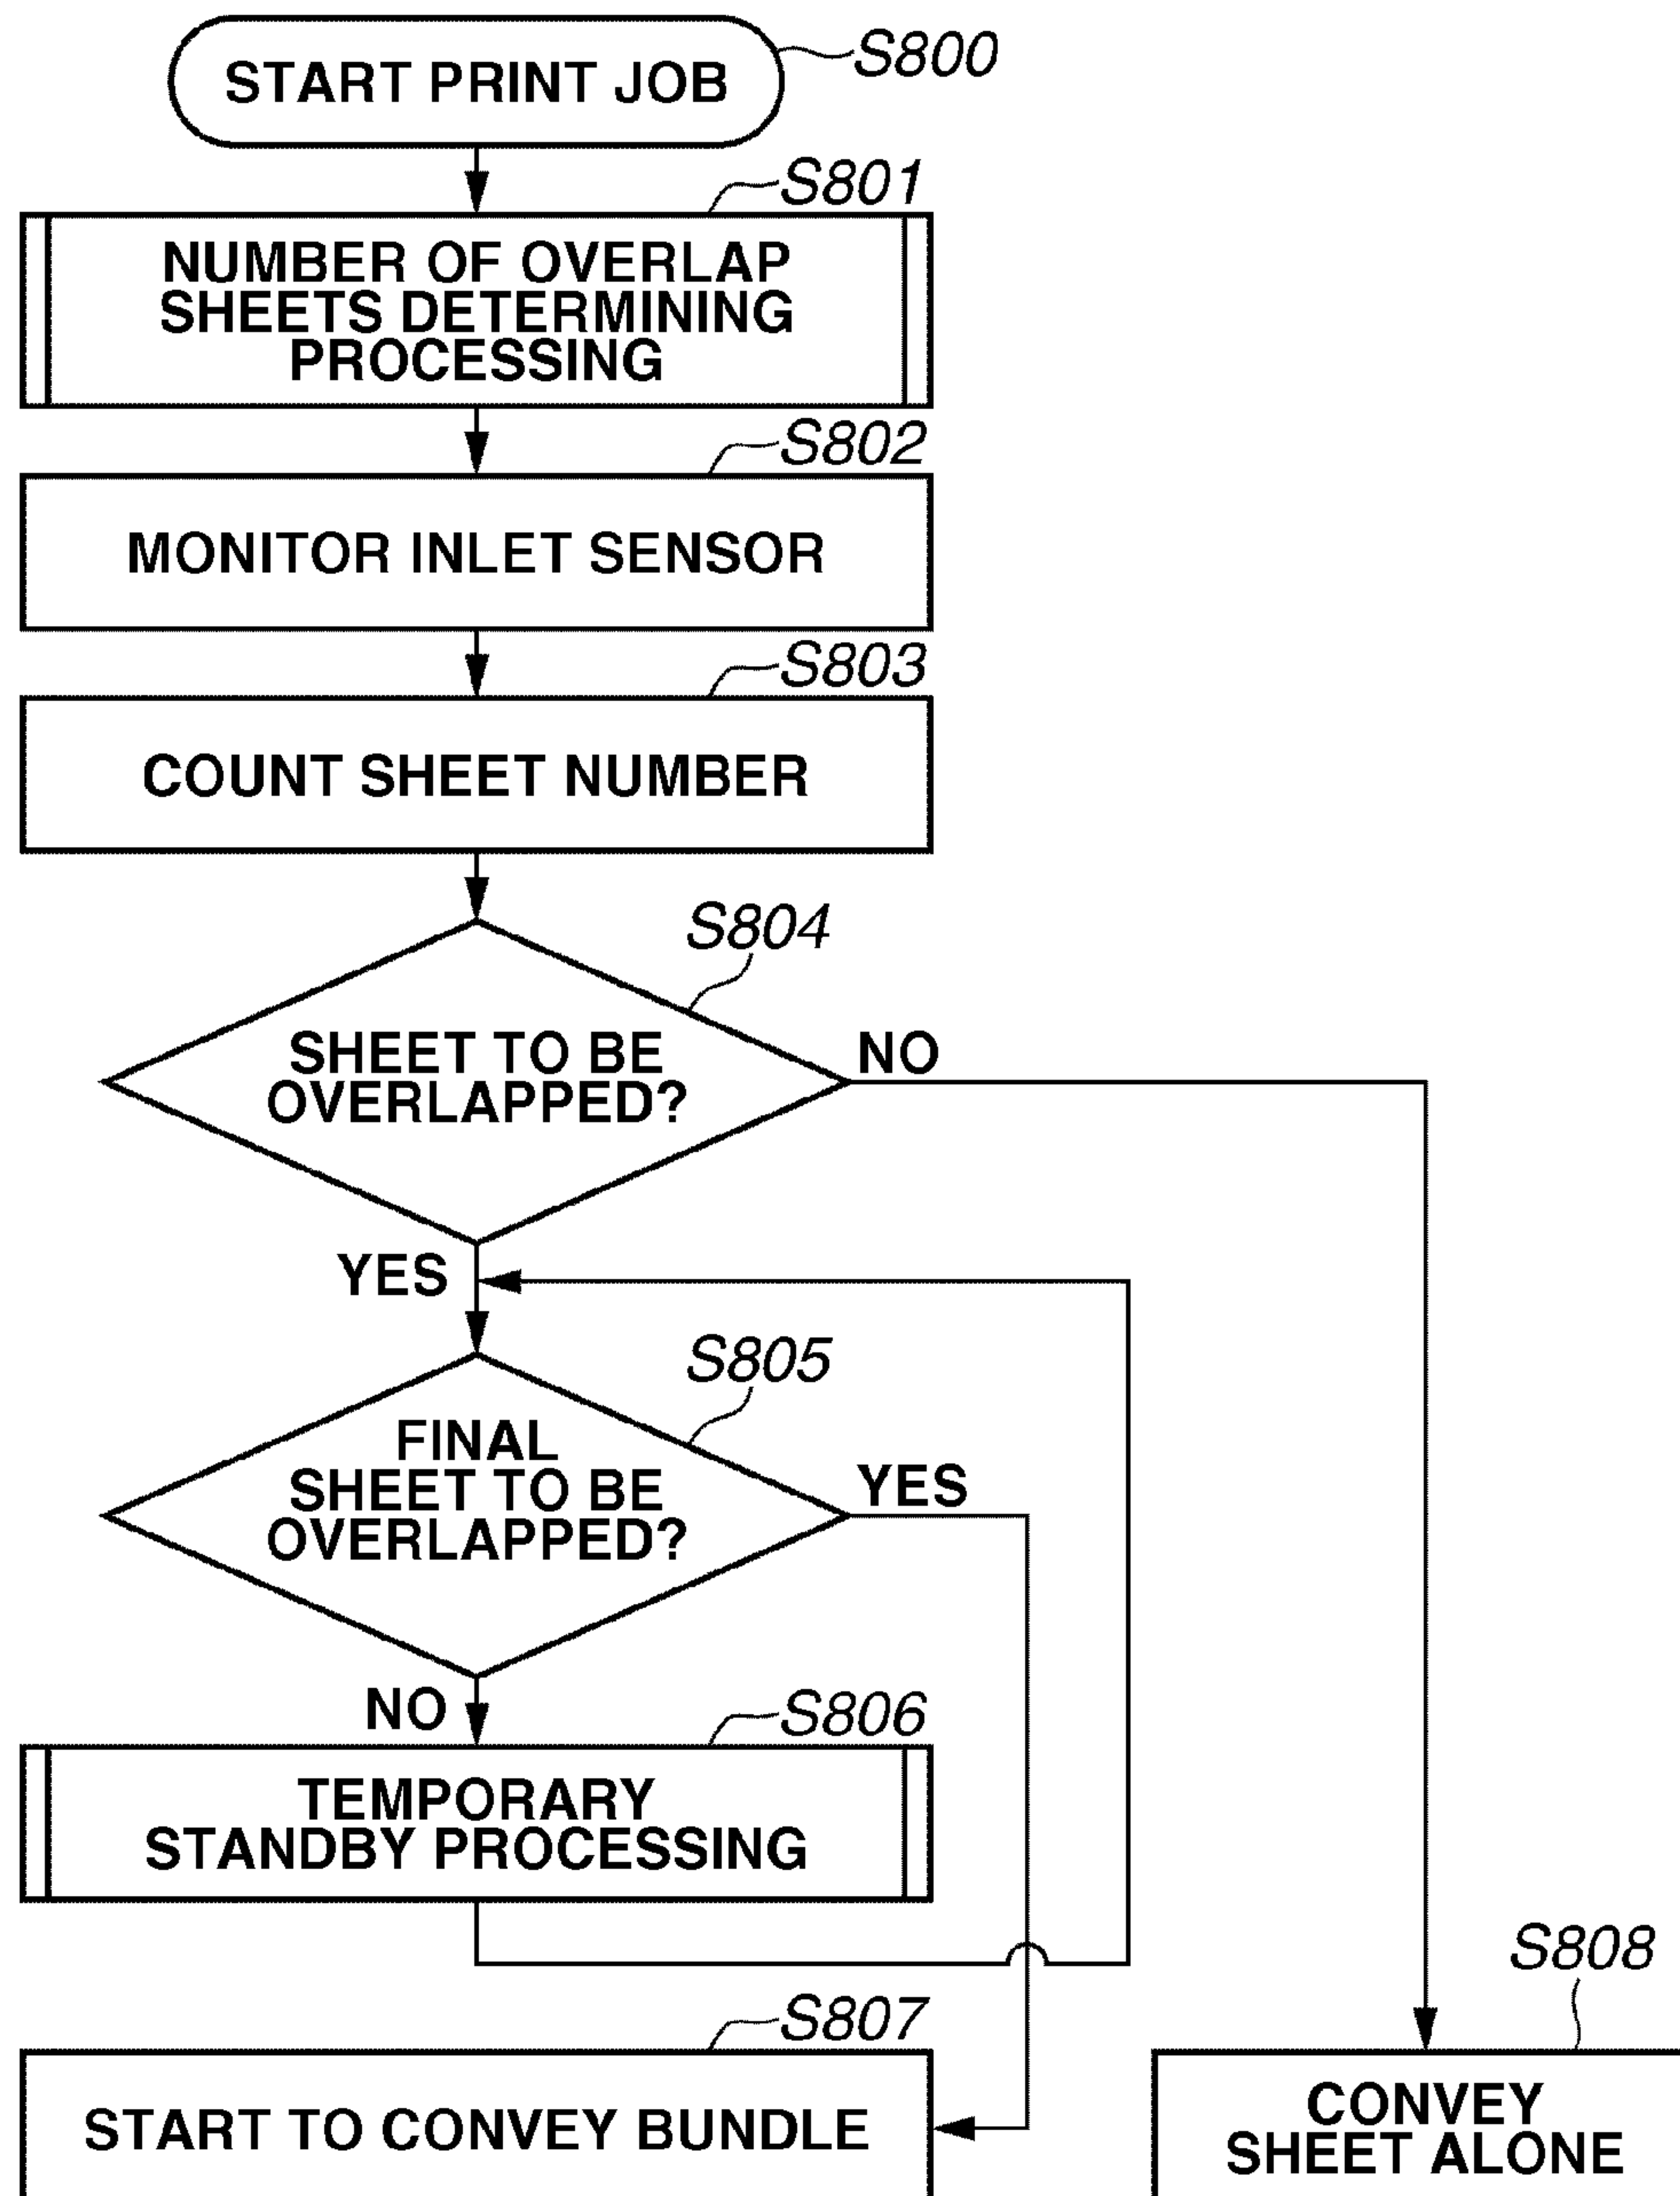 START PRINT JOB
S800
S801
NUMBER OF OVERLAP
SHEETS DETERMINING
PROCESSING
S802
MONITOR INLET SENSOR
S803
COUNT SHEET NUMBER
S804
SHEET TO BE
OVERLAPPED?
NO
YES
S805
FINAL
SHEET TO BE
OVERLAPPED?
YES
NO
S806
TEMPORARY
STANDBY PROCESSING
S807
START TO CONVEY BUNDLE
S808
CONVEY
SHEET ALONE